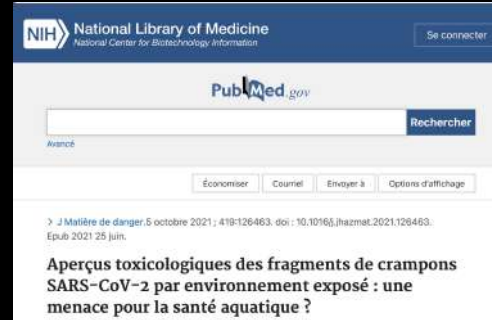 NIH National Library of Medicine
National Center for Biotechnology Information
Se connecter
PubMed.gov
Rechercher
Avancé
Économiser Courriel Envoyer à Options d'affichage
> J Matière de danger.5 octobre 2021 ; 419:126463. doi : 10.1016/j.jhazmat.2021.126463.
Epub 2021 25 juin.
Aperçus toxicologiques des fragments de crampons
SARS-CoV-2 par environnement exposé : une
menace pour la santé aquatique ?